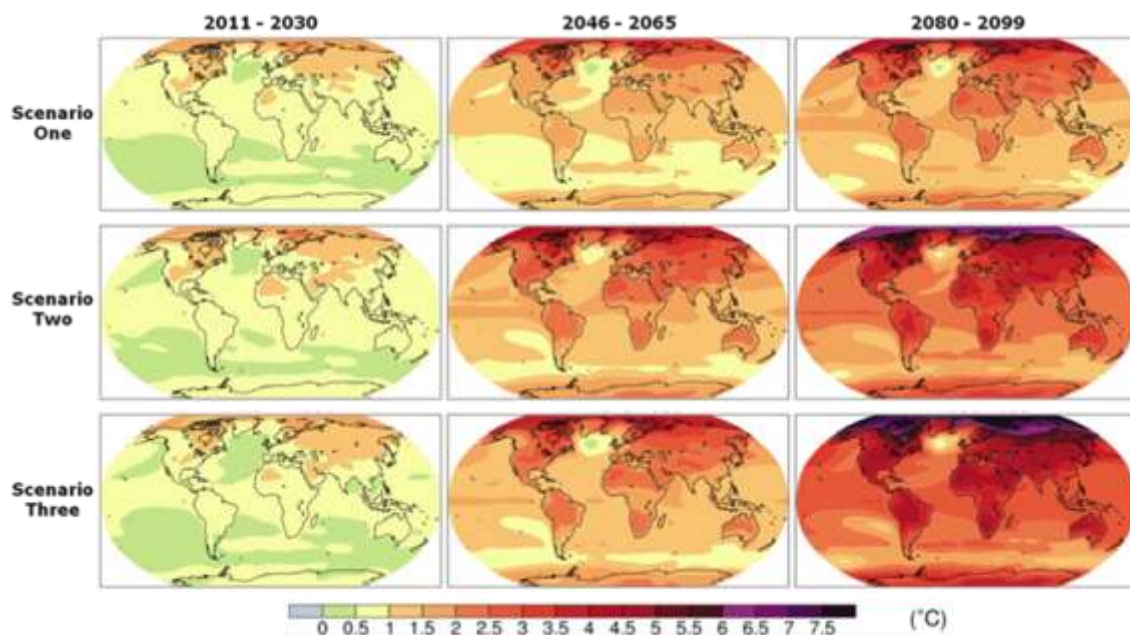 2011 - 2030 2046 - 2065 2080 - 2099
Scenario
One
Scenario
Two
Scenario
Three
0 0.5 1 1.5 2 2.5 3 3.5 4 4.5 5 5.5 6 6.5 7 7.5 (°C)